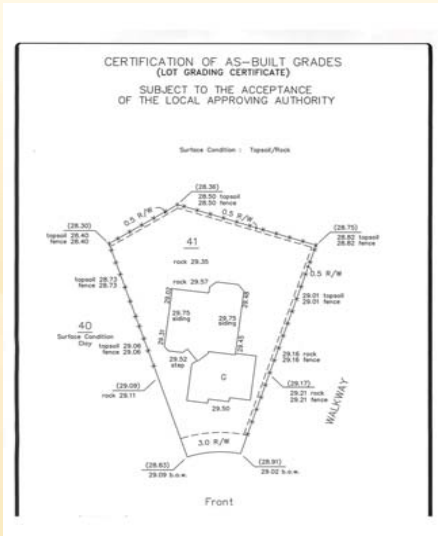 CERTIFICATION OF AS-BUILT GRADES
(LOT GRADING CERTIFICATE)
SUBJECT TO THE ACCEPTANCE
OF THE LOCAL APPROVING AUTHORITY
Surface Condition : Topsoil/Rock
(28.36)
28.50 topsoil
28.50 fence
0.5 R/W
0.5 R/W
(28.30)
topsoil 28.40
fence 28.40
(28.75)
28.82 topsoil
28.82 fence
41
rock 29.35
0.5 R/W
topsoil 28.73
fence 28.73
rock 29.57
29.01 topsoil
29.01 fence
29.75
siding
29.75
siding
40
Surface Condition
Day
29.31
29.45
topsoil 29.06
fence 29.06
29.52
step
29.16 rock
29.16 fence
G
(29.09)
rock 29.11
(29.17)
29.21 rock
29.21 fence
29.50
WALKWAY
3.0 R/W
(28.83)
29.09 b.o.w.
(28.91)
29.02 b.o.w.
Front